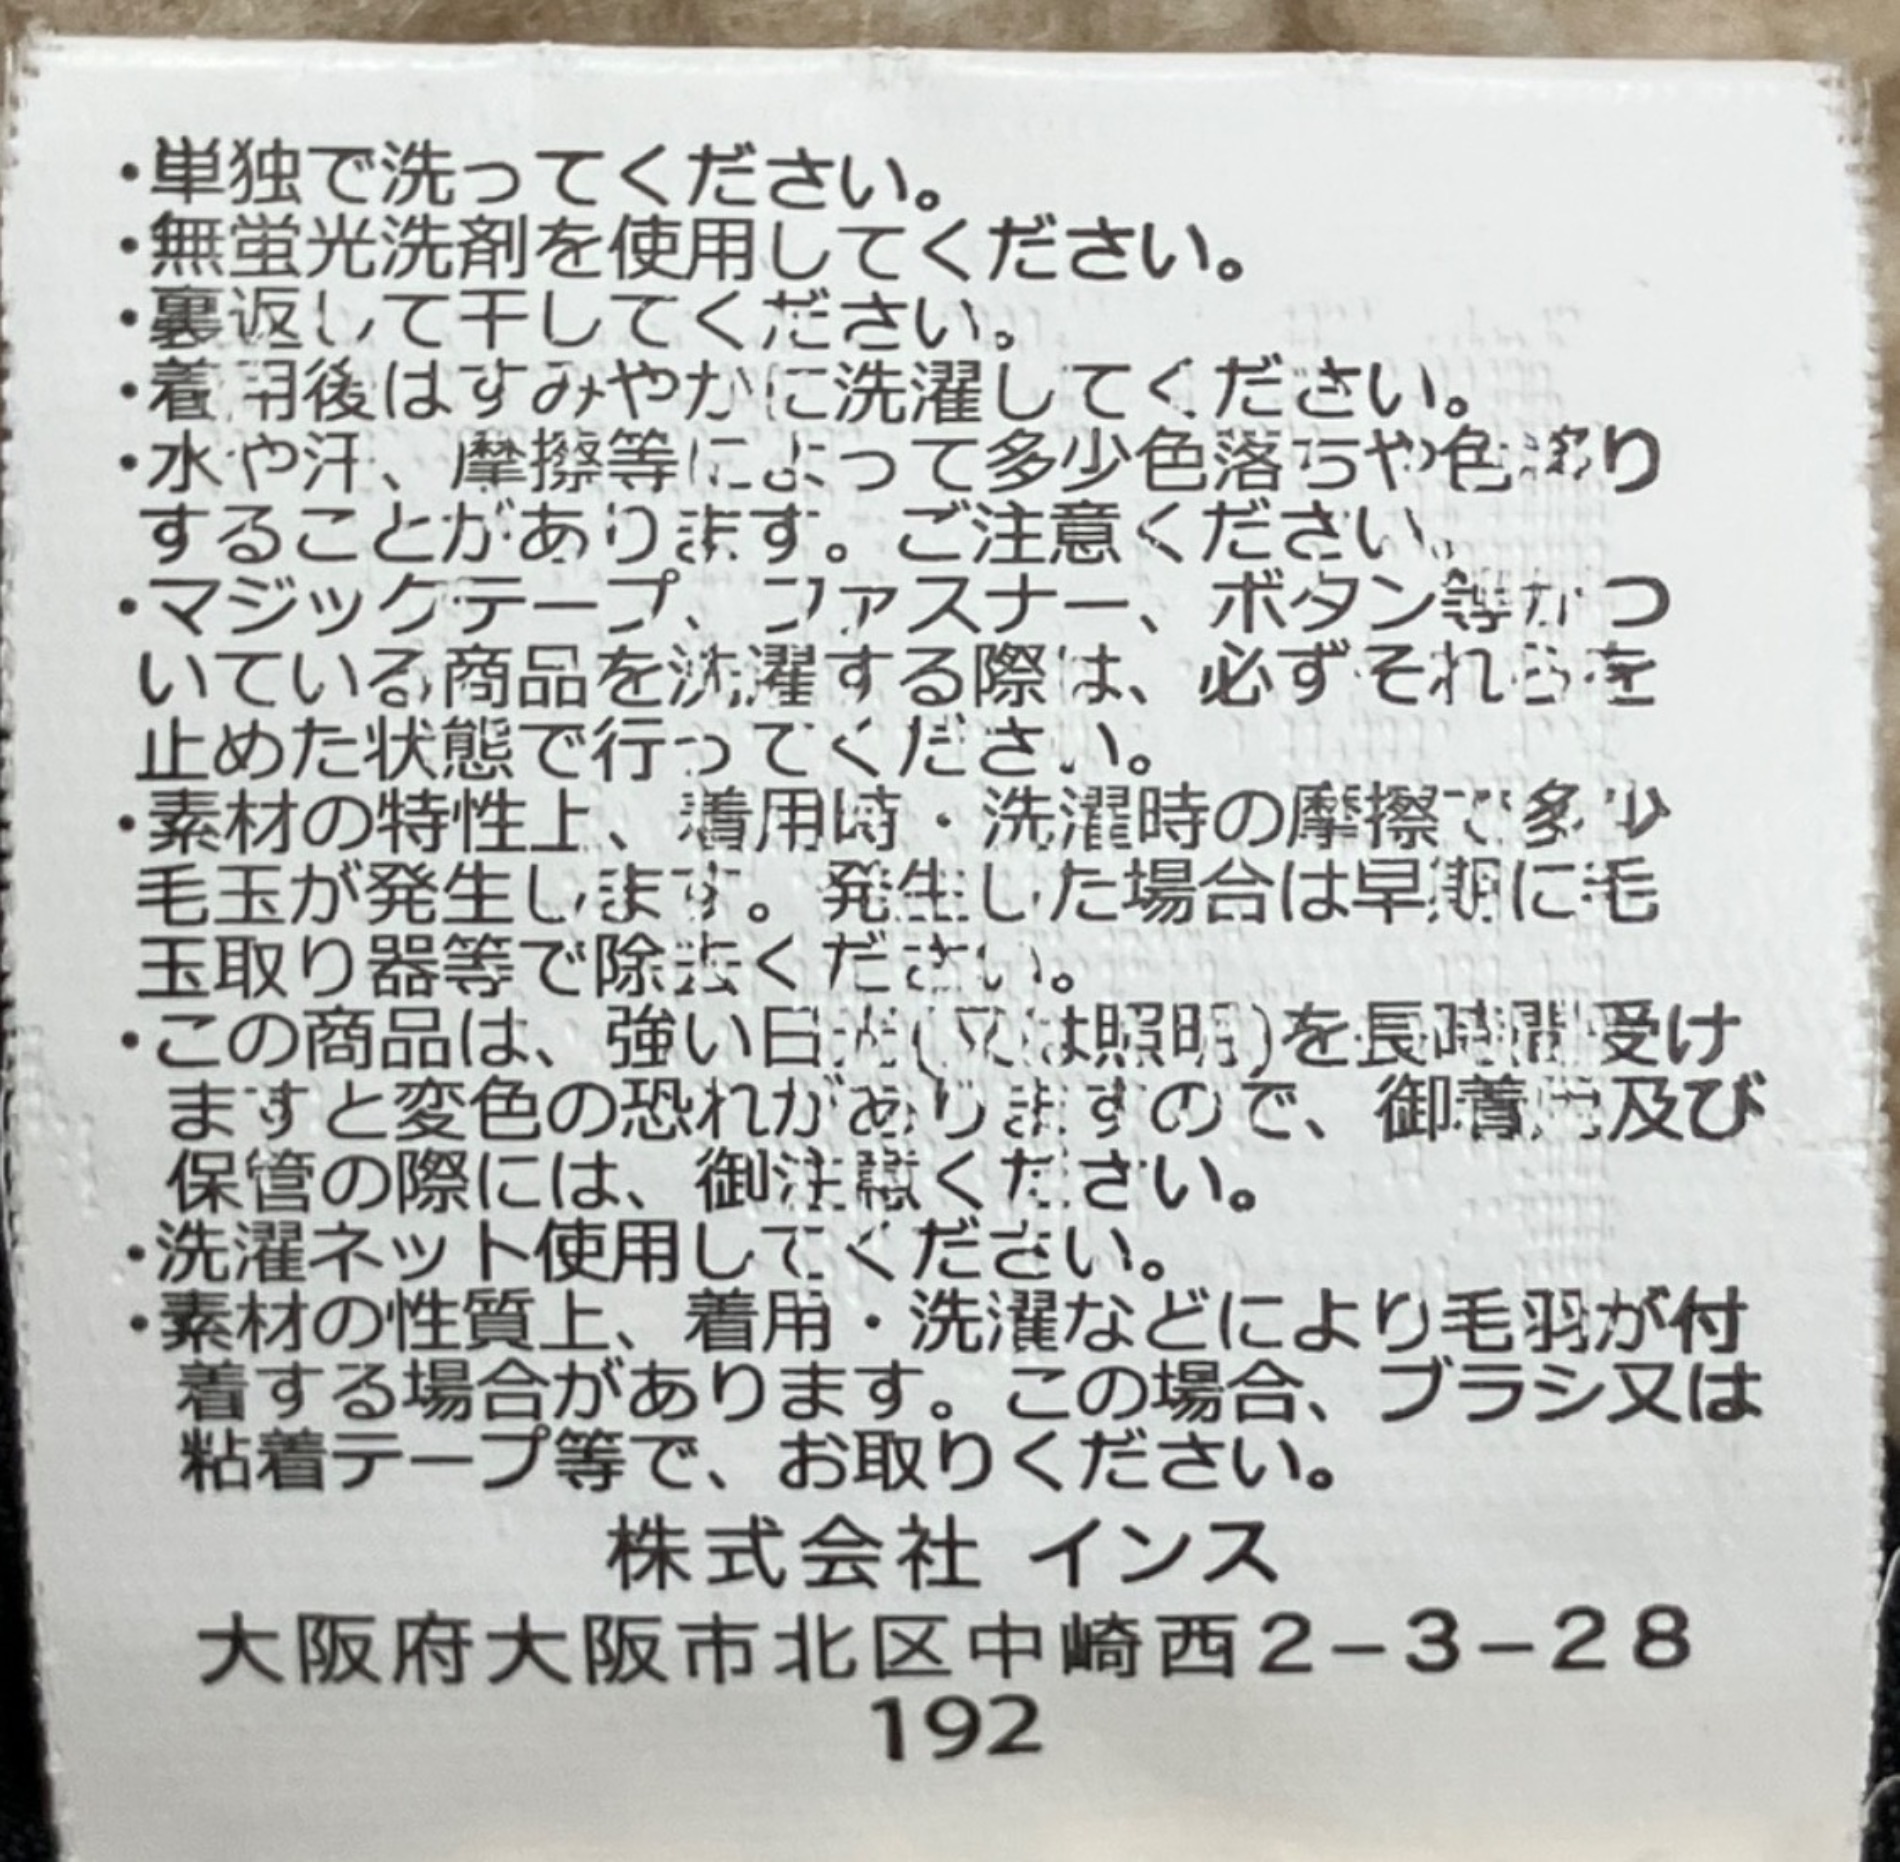 ・単独で洗ってください。
・無蛍光洗剤を使用してください。
・裏返して干してください。
・着用後はすみやかに洗濯してください。
・水や汗、摩擦等によって多少色落ちや色移り
することがあります。ご注意ください。
・マジックテープ、ファスナー、ボタン等がつ
いている商品を洗濯する際は、必ずそれらを
止めた状態で行ってください。
・素材の特性上、着用時・洗濯時の摩擦で多少
毛玉が発生します。発生した場合は早期に毛
玉取り器等で除去ください。
・この商品は、強い日光(又は照明)を長時間受け
ますと変色の恐れがありますので、御着用及び
保管の際には、御注意ください。
・洗濯ネット使用してください。
・素材の性質上、着用・洗濯などにより毛羽が付
着する場合があります。この場合、ブラシ又は
粘着テープ等で、お取りください。
株式会社 インス
大阪府大阪市北区中崎西2-3-28
192